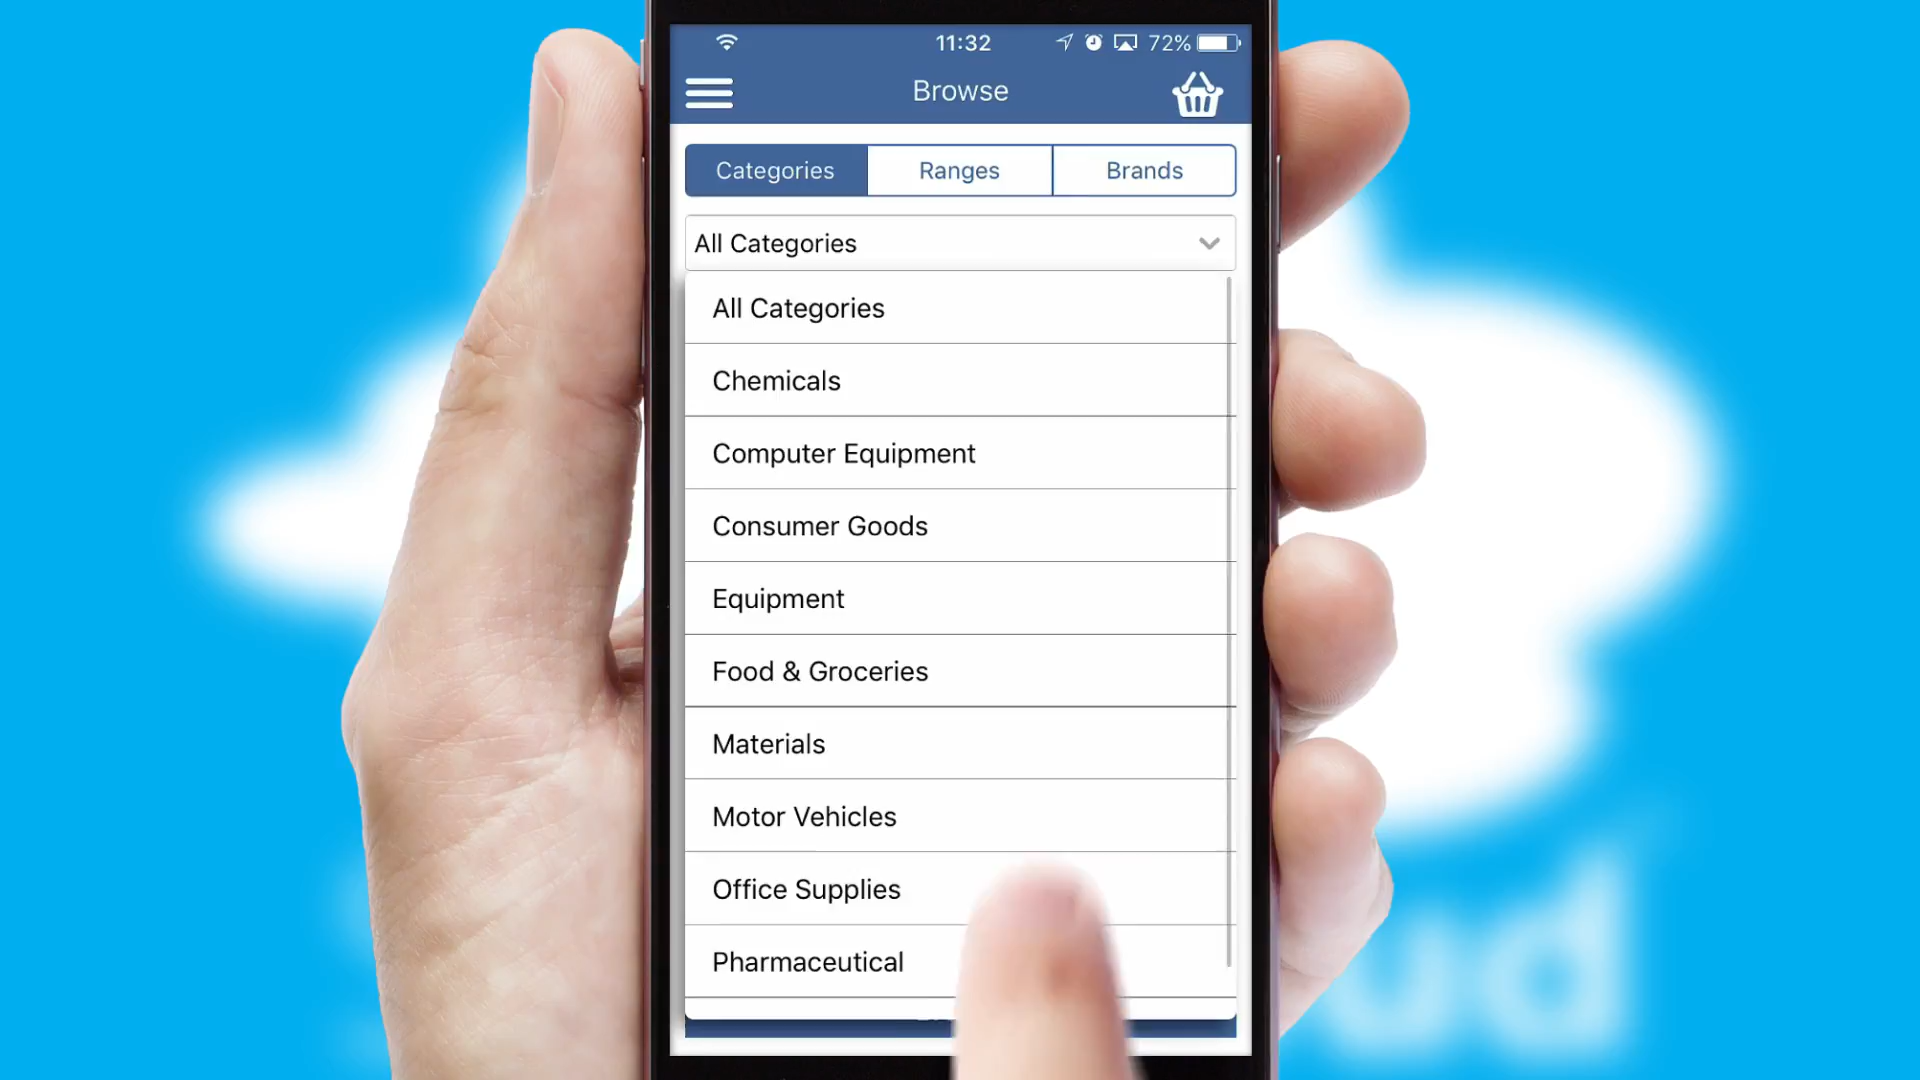 11:32
72%
Browse
Categories
Ranges
Brands
All Categories
All Categories
Chemicals
Computer Equipment
Consumer Goods
Equipment
Food & Groceries
Materials
Motor Vehicles
Office Supplies
Pharmaceutical